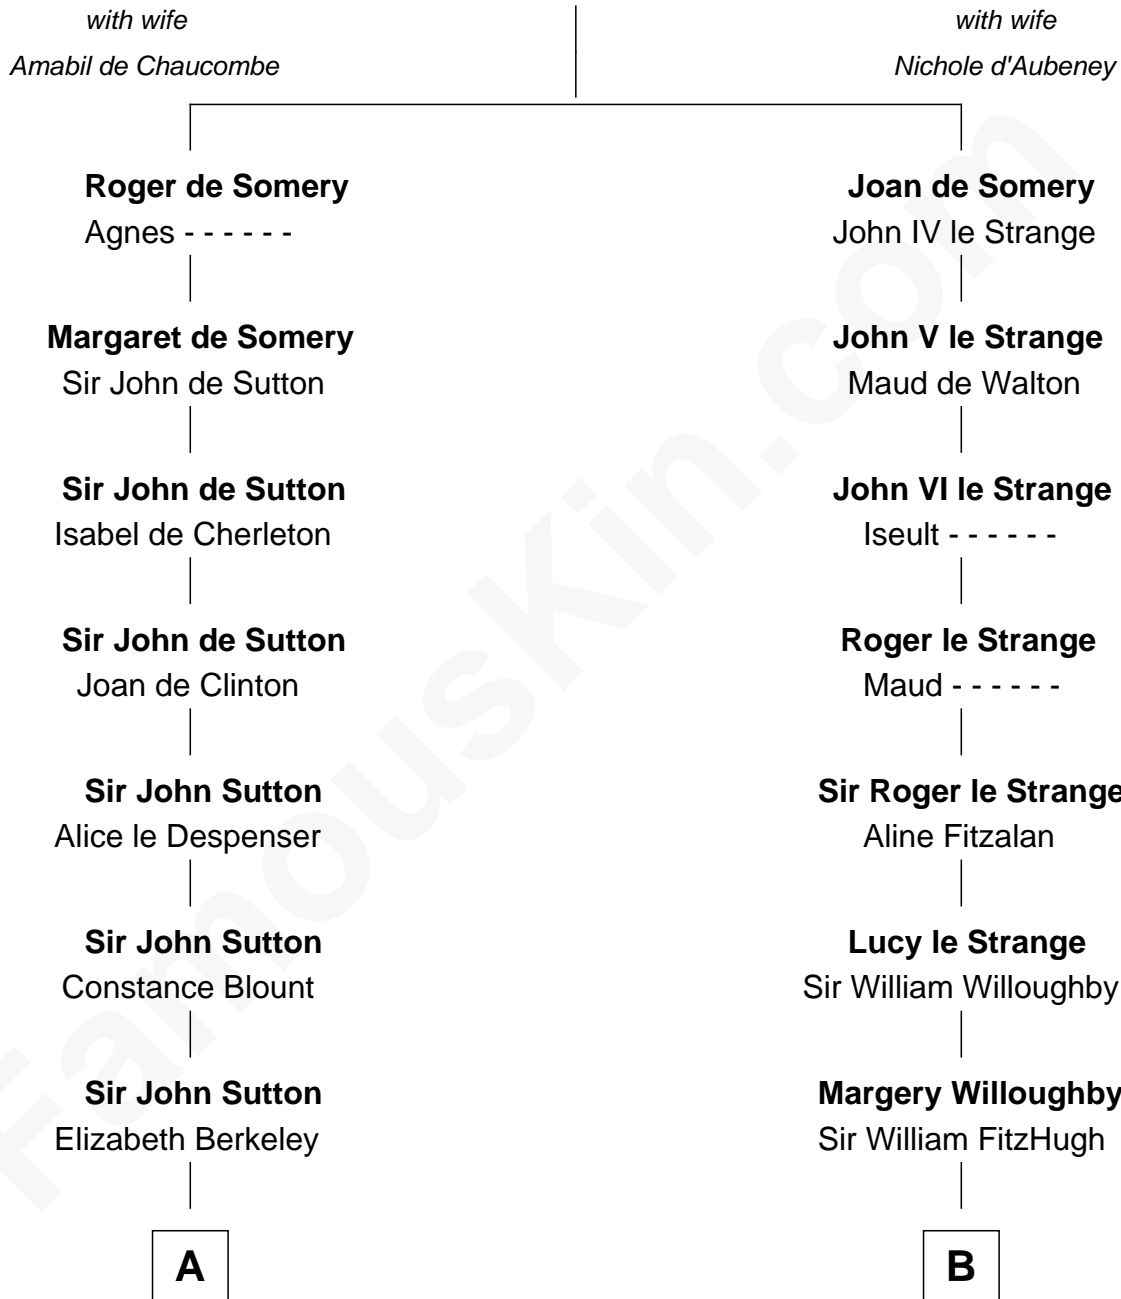 with wife
Amabil de Chaucombe
with wife
Nichole d'Aubeney
Roger de Somery
Agnes - - - - - -
Joan de Somery
John IV le Strange
Margaret de Somery
Sir John de Sutton
John V le Strange
Maud de Walton
Sir John de Sutton
Isabel de Cherleton
John VI le Strange
Iseult - - - - - -
Sir John de Sutton
Joan de Clinton
Roger le Strange
Maud - - - - - -
Sir John Sutton
Alice le Despenser
Sir Roger le Strange
Aline Fitzalan
Sir John Sutton
Constance Blount
Lucy le Strange
Sir William Willoughby
Sir John Sutton
Elizabeth Berkeley
Margery Willoughby
Sir William FitzHugh
A
B
FamousKin.com